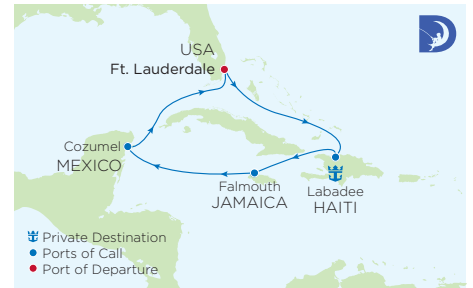 USA
Ft. Lauderdale
Cozumel
MEXICO
Falmouth
JAMAICA
Labadee
HAITI
Private Destination
Ports of Call
Port of Departure